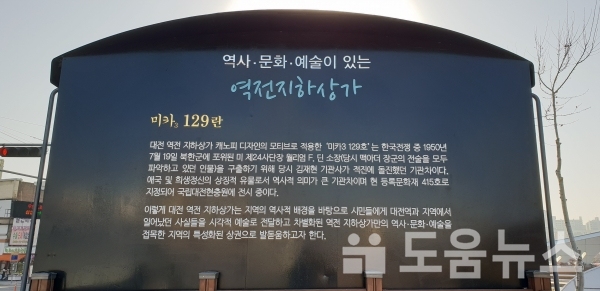 역사·문화·예술이 있는
역전지하상가
미카3 129란
대전 역전 지하상가 캐노피 디자인의 모티브로 적용한 '미카3 129호'는 한국전쟁 중 1950년
7월 19일 북한군에 포위된 미 제24사단장 윌리엄 F. 딘 소장(당시 맥아더 장군의 전술을 모두
파악하고 있던 인물)을 구출하기 위해 당시 김재현 기관사가 적진에 돌진했던 기관차이다.
애국 및 희생정신의 상징적 유물로서 역사적 의미가 큰 기관차이며 현 등록문화재 415호로
지정되어 국립대전현충원에 전시 중이다.
이렇게 대전 역전 지하상가는 지역의 역사적 배경을 바탕으로 시민들에게 대전역과 지역에서
일어났던 사실들을 시각적 예술로 전달하고 차별화된 역전 지하상가만의 역사·문화·예술을
접목한 지역의 특성화된 상권으로 발돋움하고자 한다.
도움뉴스